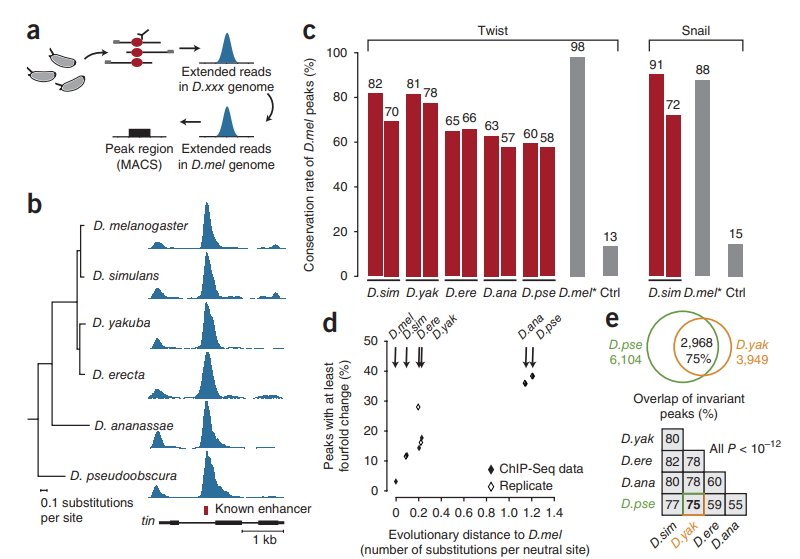 a
Extended reads
in D.xxx genome
Peak region
(MACS)
Extended reads
in D.mel genome
b
D. melanogaster
D. simulans
D. yakuba
D. erecta
D. ananassae
D. pseudoobscura
0.1 substitutions
per site
Known enhancer
tin
1 kb
c
Twist
Snail
Conservation rate of D.mel peaks (%)
100
80
60
40
20
0
82
70
81
78
65
66
63
57
60
58
98
13
91
72
88
15
D.sim D.yak D.ere D.ana D.pse D.mel* Ctrl
D.sim D.mel* Ctrl
d
D.mel
D.sim
D.ere
D.yak
D.ana
D.pse
Peaks with at least
fourfold change (%)
50
40
30
20
10
0
ChIP-Seq data
Replicate
0 0.2 0.4 0.6 0.8 1.0 1.2 1.4
Evolutionary distance to D.mel
(number of substitutions per neutral site)
e
D.pse
6,104
2,968
75%
D.yak
3,949
Overlap of invariant
peaks (%)
All P < 10−12
D.yak 80
D.ere 82 78
D.ana 80 78 60
D.pse 77 75 59 55
D.sim
D.yak
D.ere
D.ana